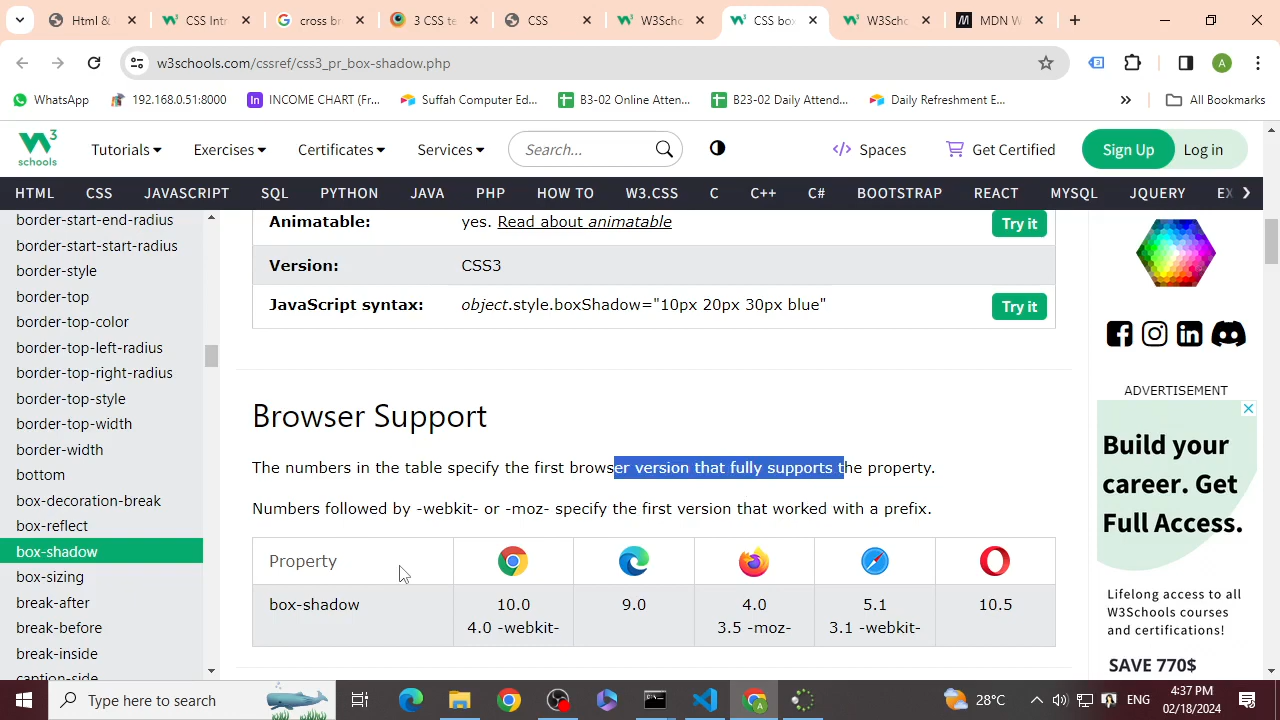 Html &
CSS Intr
cross br
3 CSS te
CSS
W3Scho
CSS box
W3Scho
MDN W
w3schools.com/cssref/css3_pr_box-shadow.php
A
WhatsApp
192.168.0.51:8000
In INCOME CHART (Fr...
Suffah Computer Ed...
B3-02 Online Atten...
B23-02 Daily Attend...
Daily Refreshment E...
All Bookmarks
W3
schools
Tutorials
Exercises
Certificates
Services
Search...
Spaces
Get Certified
Sign Up
Log in
HTML
CSS
JAVASCRIPT
SQL
PYTHON
JAVA
PHP
HOW TO
W3.CSS
C
C++
C#
BOOTSTRAP
REACT
MYSQL
JQUERY
EX
border-start-end-radius
border-start-start-radius
border-style
border-top
border-top-color
border-top-left-radius
border-top-right-radius
border-top-style
border-top-width
border-width
bottom
box-decoration-break
box-reflect
box-shadow
box-sizing
break-after
break-before
break-inside
caption-side
Animatable: yes. Read about animatable Try it
Version: CSS3
JavaScript syntax: object.style.boxShadow="10px 20px 30px blue" Try it
Browser Support
The numbers in the table specify the first browser version that fully supports the property.
Numbers followed by -webkit- or -moz- specify the first version that worked with a prefix.
Property
box-shadow 10.0 9.0 4.0 5.1 10.5
4.0 -webkit- 3.5 -moz- 3.1 -webkit-
ADVERTISEMENT
Build your
career. Get
Full Access.
Lifelong access to all
W3Schools courses
and certifications!
SAVE 770$
Type here to search
28°C
ENG
4:37 PM
02/18/2024